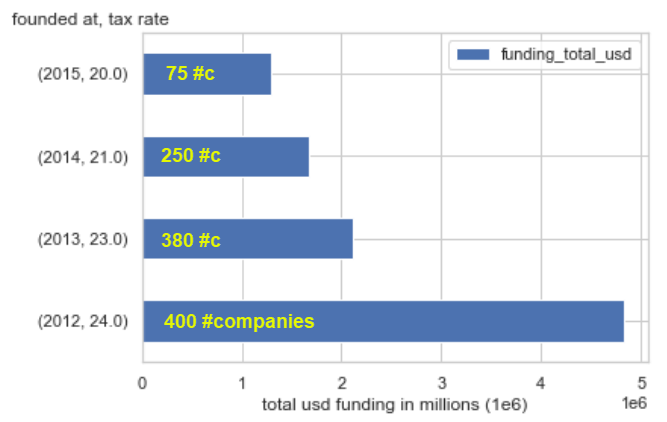 founded at, tax rate
funding_total_usd
(2015, 20.0)
75 #c
(2014, 21.0)
250 #c
(2013, 23.0)
380 #c
(2012, 24.0)
400 #companies
0 1 2 3 4 5
total usd funding in millions (1e6)
1e6